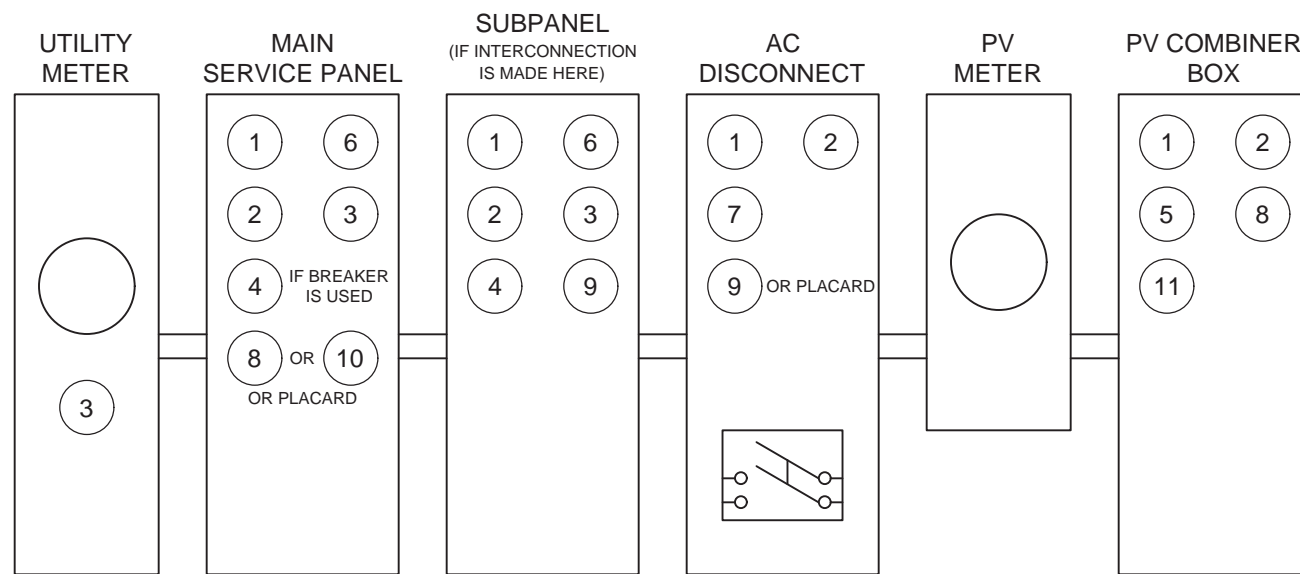 UTILITY
METER
3
MAIN
SERVICE PANEL
1 6
2 3
4 IF BREAKER
IS USED
8 OR 10
OR PLACARD
SUBPANEL
(IF INTERCONNECTION
IS MADE HERE)
1 6
2 3
4 9
AC
DISCONNECT
1 2
7
9 OR PLACARD
PV
METER
PV COMBINER
BOX
1 2
5 8
11